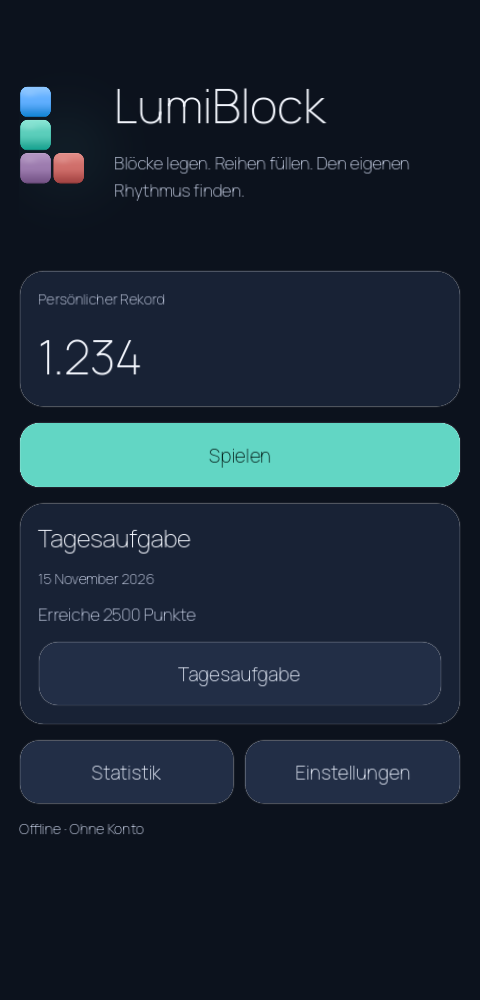 LumiBlock
Blöcke legen. Reihen füllen. Den eigenen
Rhythmus finden.
Persönlicher Rekord
1.234
Spielen
Tagesaufgabe
15 November 2026
Erreiche 2500 Punkte
Tagesaufgabe
Statistik
Einstellungen
Offline · Ohne Konto